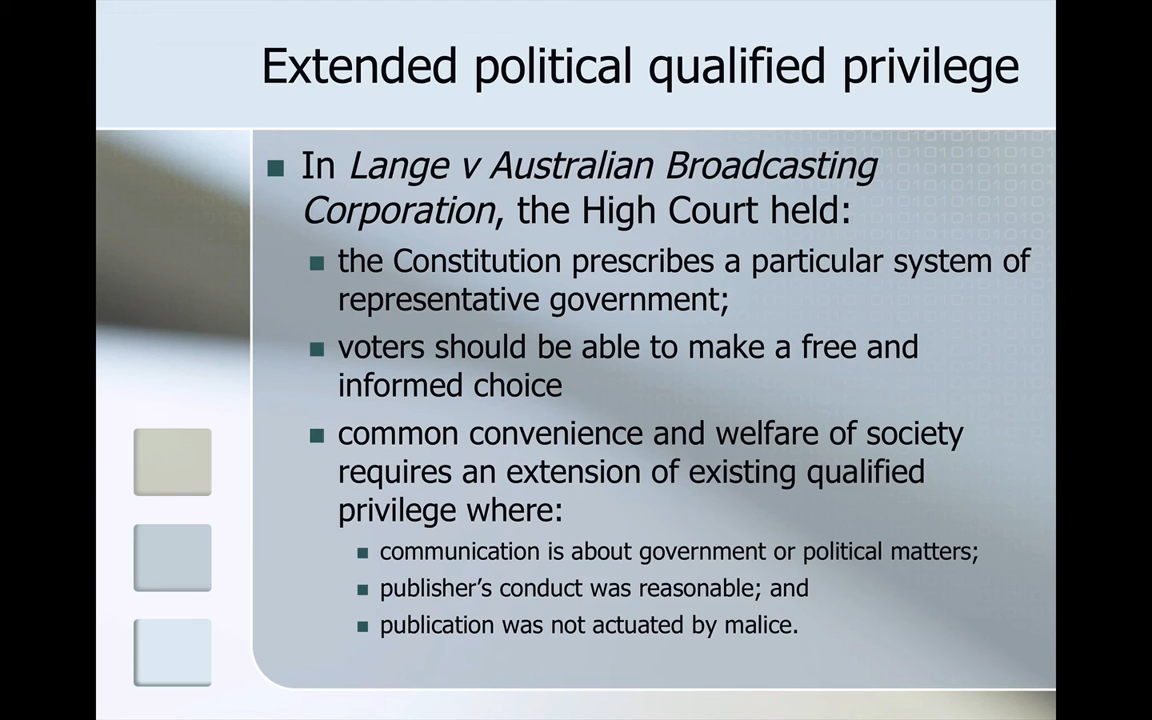 Extended political qualified privilege
In Lange v Australian Broadcasting
Corporation, the High Court held:
the Constitution prescribes a particular system of
representative government;
voters should be able to make a free and
informed choice
common convenience and welfare of society
requires an extension of existing qualified
privilege where:
communication is about government or political matters;
publisher's conduct was reasonable; and
publication was not actuated by malice.